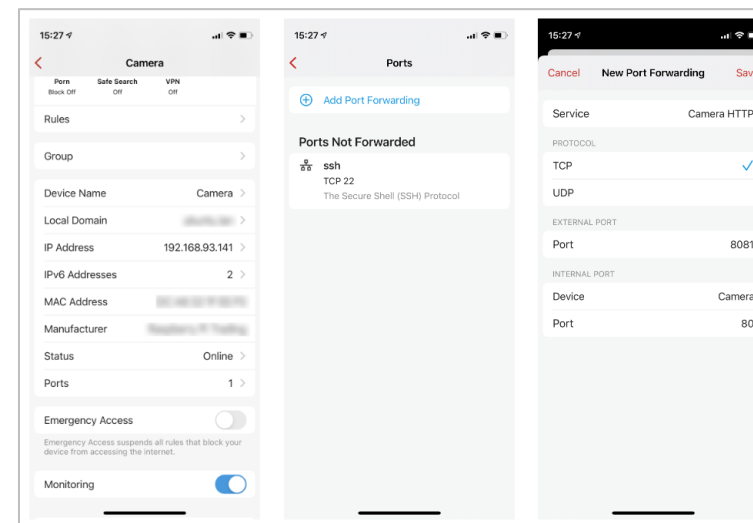 15:27
Camera
Porn Safe Search VPN
Block Off Off Off
Rules
Group
Device Name Camera
Local Domain
IP Address 192.168.93.141
IPv6 Addresses 2
MAC Address
Manufacturer
Status Online
Ports 1
Emergency Access
Emergency Access suspends all rules that block your
device from accessing the internet.
Monitoring
15:27
Ports
Add Port Forwarding
Ports Not Forwarded
ssh
TCP 22
The Secure Shell (SSH) Protocol
15:27
Cancel New Port Forwarding Sav
Service Camera HTTP
PROTOCOL
TCP
UDP
EXTERNAL PORT
Port 8081
INTERNAL PORT
Device Camera
Port 80